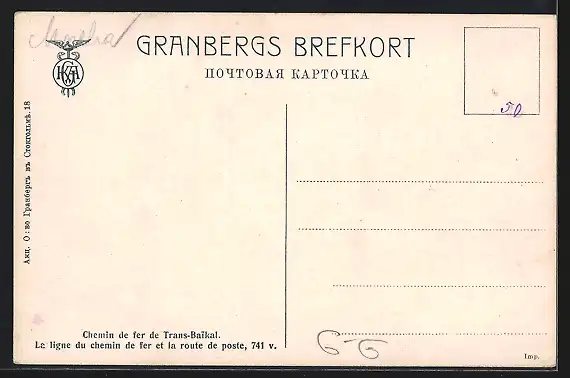 GRANBERGS BREFKORT
ПОЧТОВАЯ КАРТОЧКА
50
Акц. О:во Гранбергъ въ Стокгольмѣ. 18
Chemin de fer de Trans-Baïkal.
Le ligne du chemin de fer et la route de poste, 741 v.
6-6
Imp.